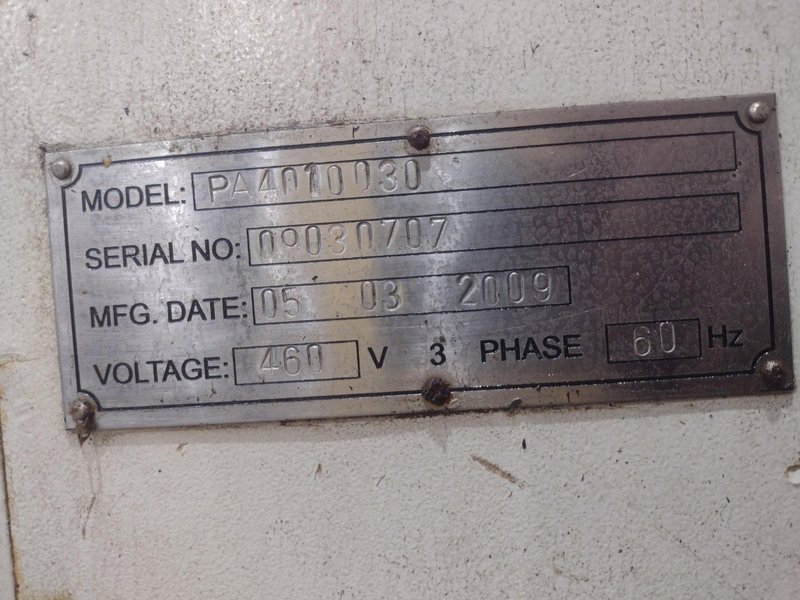 MODEL: PA4010030
SERIAL NO: 09030707
MFG. DATE: 05 03 2009
VOLTAGE: 460 V 3 PHASE 60 Hz